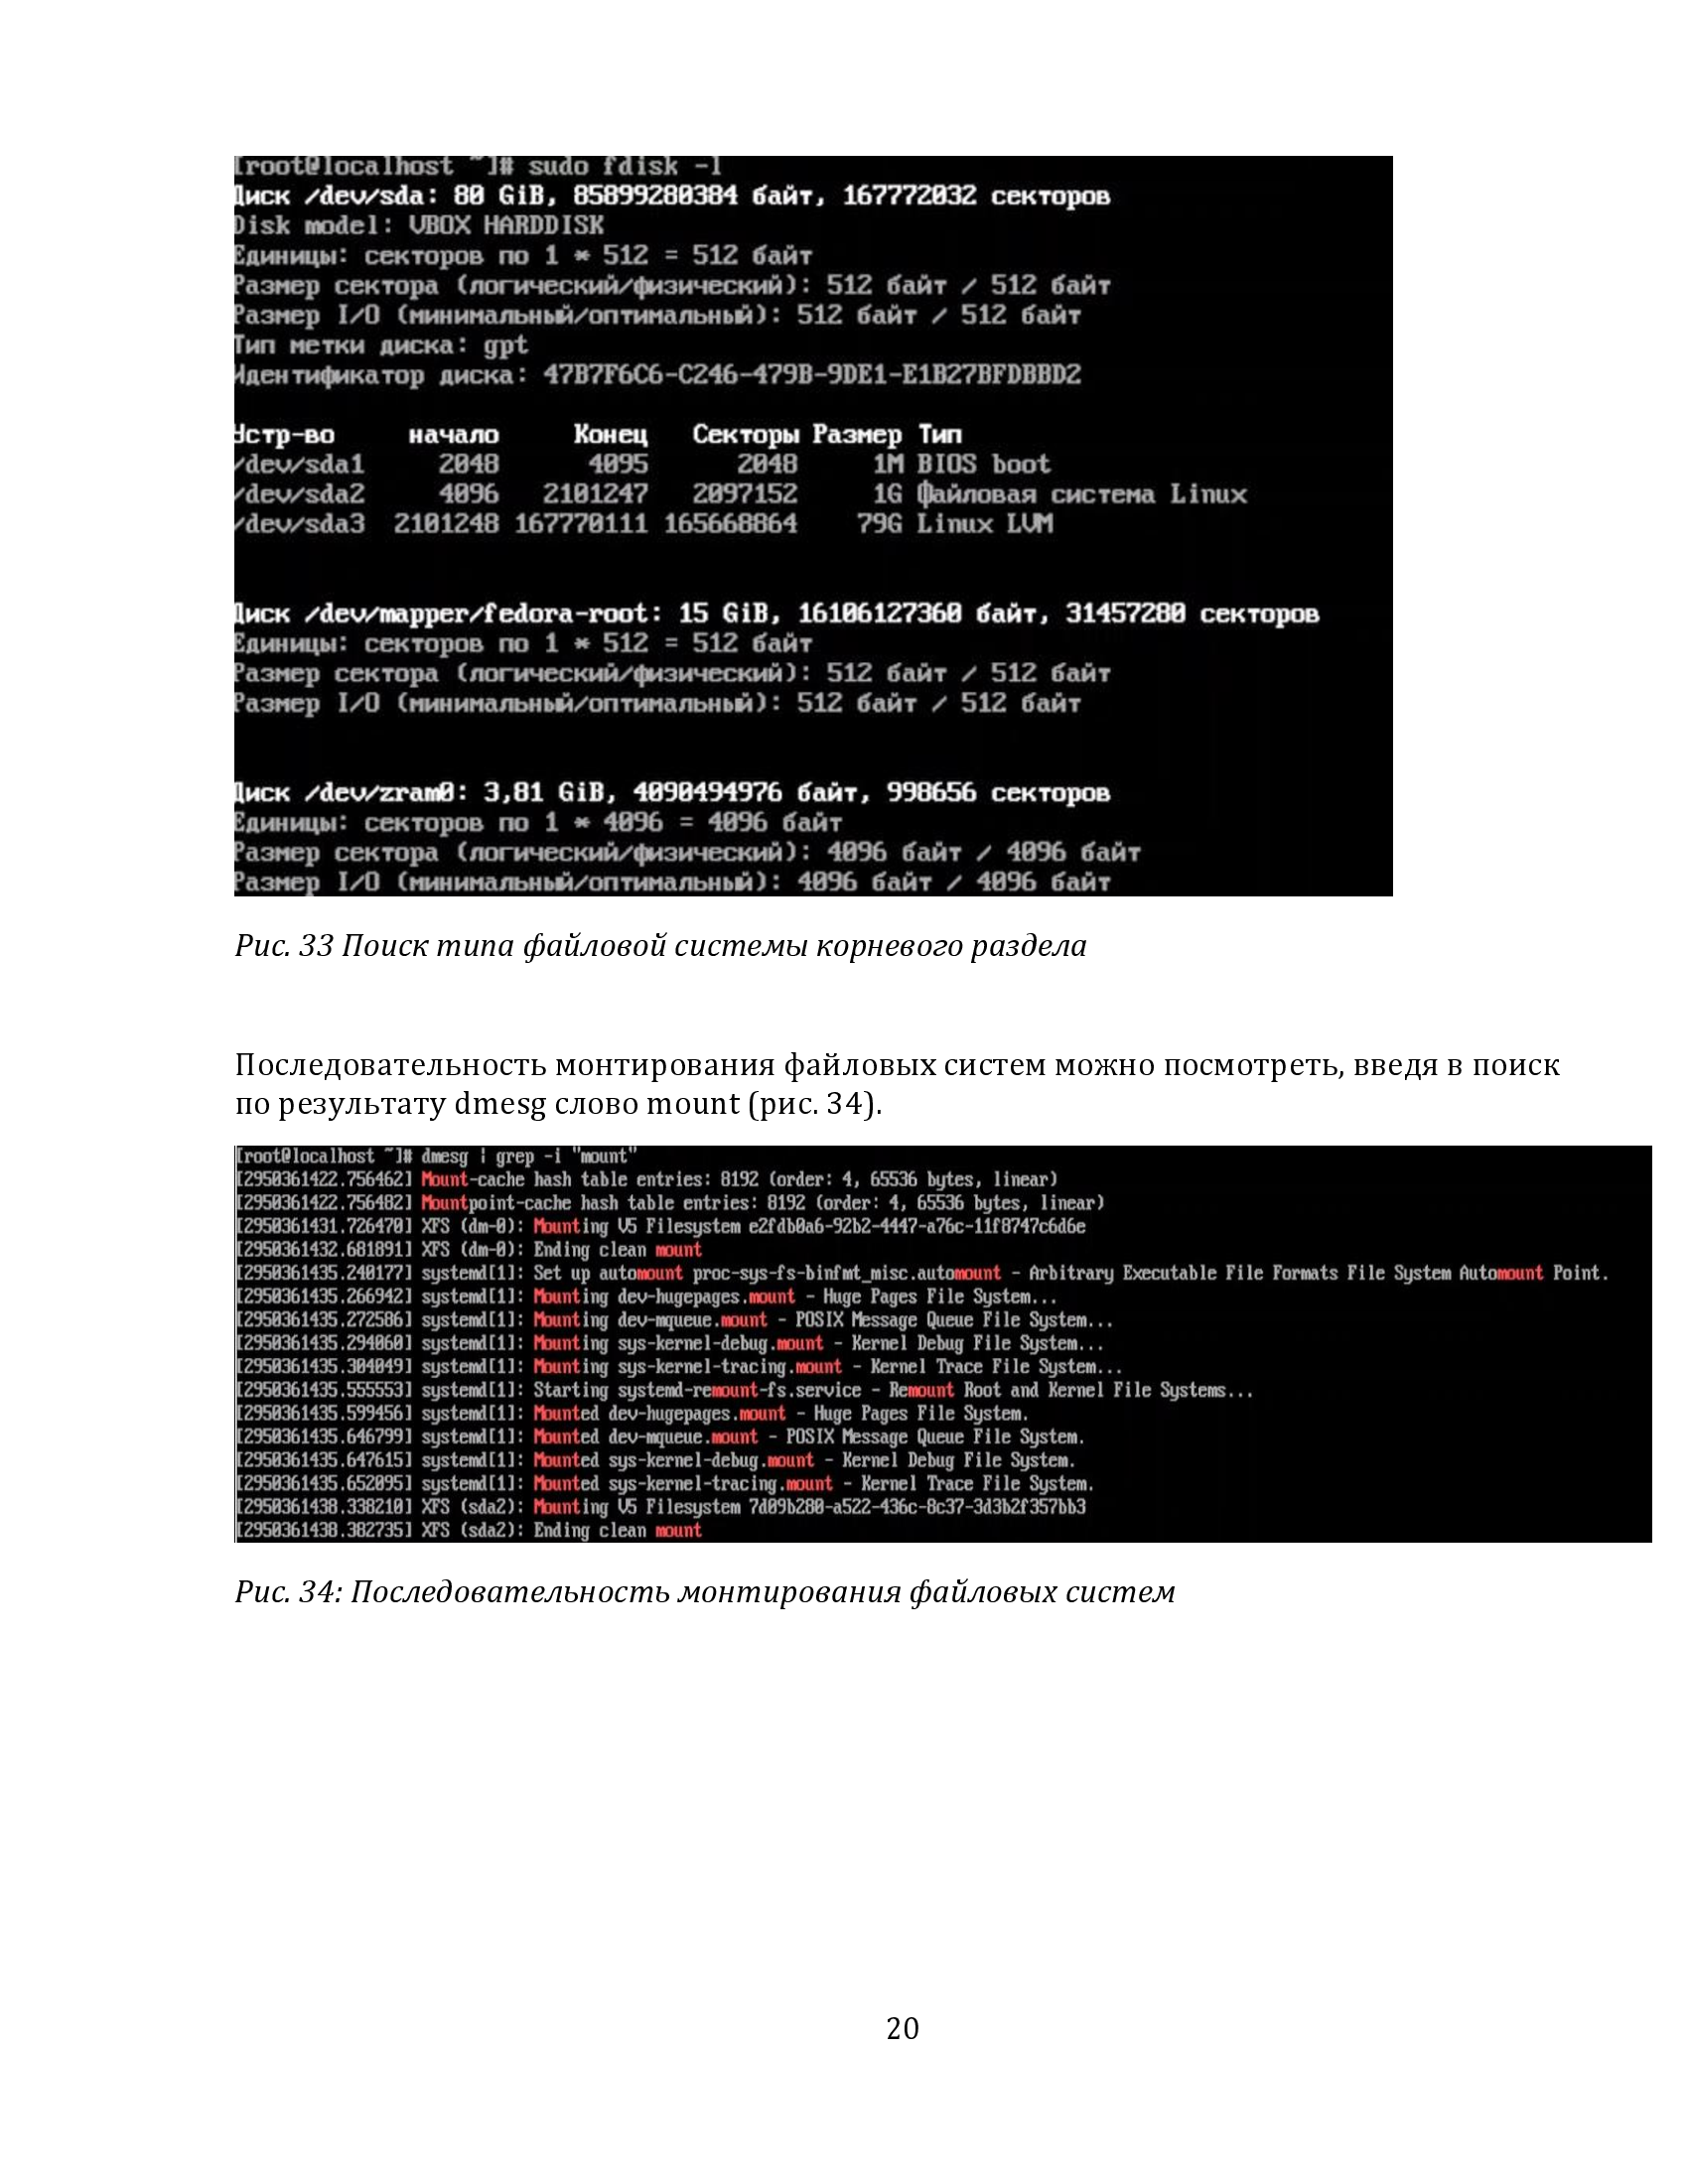 [root@localhost ~]# sudo fdisk -l
Диск /dev/sda: 80 GiB, 85899280384 байт, 167772032 секторов
Disk model: VBOX HARDDISK
Единицы: секторов по 1 * 512 = 512 байт
Размер сектора (логический/физический): 512 байт / 512 байт
Размер I/O (минимальный/оптимальный): 512 байт / 512 байт
Тип метки диска: gpt
Идентификатор диска: 47B7F6C6-C246-479B-9DE1-E1B27BFDBBD2
Устр-во начало Конец Секторы Размер Тип
/dev/sda1 2048 4095 2048 1M BIOS boot
/dev/sda2 4096 2101247 2097152 1G Файловая система Linux
/dev/sda3 2101248 167770111 165668864 79G Linux LVM
Диск /dev/mapper/fedora-root: 15 GiB, 16106127360 байт, 31457280 секторов
Единицы: секторов по 1 * 512 = 512 байт
Размер сектора (логический/физический): 512 байт / 512 байт
Размер I/O (минимальный/оптимальный): 512 байт / 512 байт
Диск /dev/zram0: 3,81 GiB, 4090494976 байт, 998656 секторов
Единицы: секторов по 1 * 4096 = 4096 байт
Размер сектора (логический/физический): 4096 байт / 4096 байт
Размер I/O (минимальный/оптимальный): 4096 байт / 4096 байт
Рис. 33 Поиск типа файловой системы корневого раздела
Последовательность монтирования файловых систем можно посмотреть, введя в поиск
по результату dmesg слово mount (рис. 34).
[root@localhost ~]# dmesg | grep -i "mount"
[2950361422.756462] Mount-cache hash table entries: 8192 (order: 4, 65536 bytes, linear)
[2950361422.756482] Mountpoint-cache hash table entries: 8192 (order: 4, 65536 bytes, linear)
[2950361431.726470] XFS (dm-0): Mounting V5 Filesystem e2fdb0a6-92b2-4447-a76c-11f8747c6d6e
[2950361432.681891] XFS (dm-0): Ending clean mount
[2950361435.240177] systemd[1]: Set up automount proc-sys-fs-binfmt_misc.automount - Arbitrary Executable File Formats File System Automount Point.
[2950361435.266942] systemd[1]: Mounting dev-hugepages.mount - Huge Pages File System...
[2950361435.272586] systemd[1]: Mounting dev-mqueue.mount - POSIX Message Queue File System...
[2950361435.294060] systemd[1]: Mounting sys-kernel-debug.mount - Kernel Debug File System...
[2950361435.304049] systemd[1]: Mounting sys-kernel-tracing.mount - Kernel Trace File System...
[2950361435.555553] systemd[1]: Starting systemd-remount-fs.service - Remount Root and Kernel File Systems...
[2950361435.599456] systemd[1]: Mounted dev-hugepages.mount - Huge Pages File System.
[2950361435.646799] systemd[1]: Mounted dev-mqueue.mount - POSIX Message Queue File System.
[2950361435.647615] systemd[1]: Mounted sys-kernel-debug.mount - Kernel Debug File System.
[2950361435.652095] systemd[1]: Mounted sys-kernel-tracing.mount - Kernel Trace File System.
[2950361438.338210] XFS (sda2): Mounting V5 Filesystem 7d09b280-a522-436c-8c37-3d3b2f357bb3
[2950361438.382735] XFS (sda2): Ending clean mount
Рис. 34: Последовательность монтирования файловых систем
20